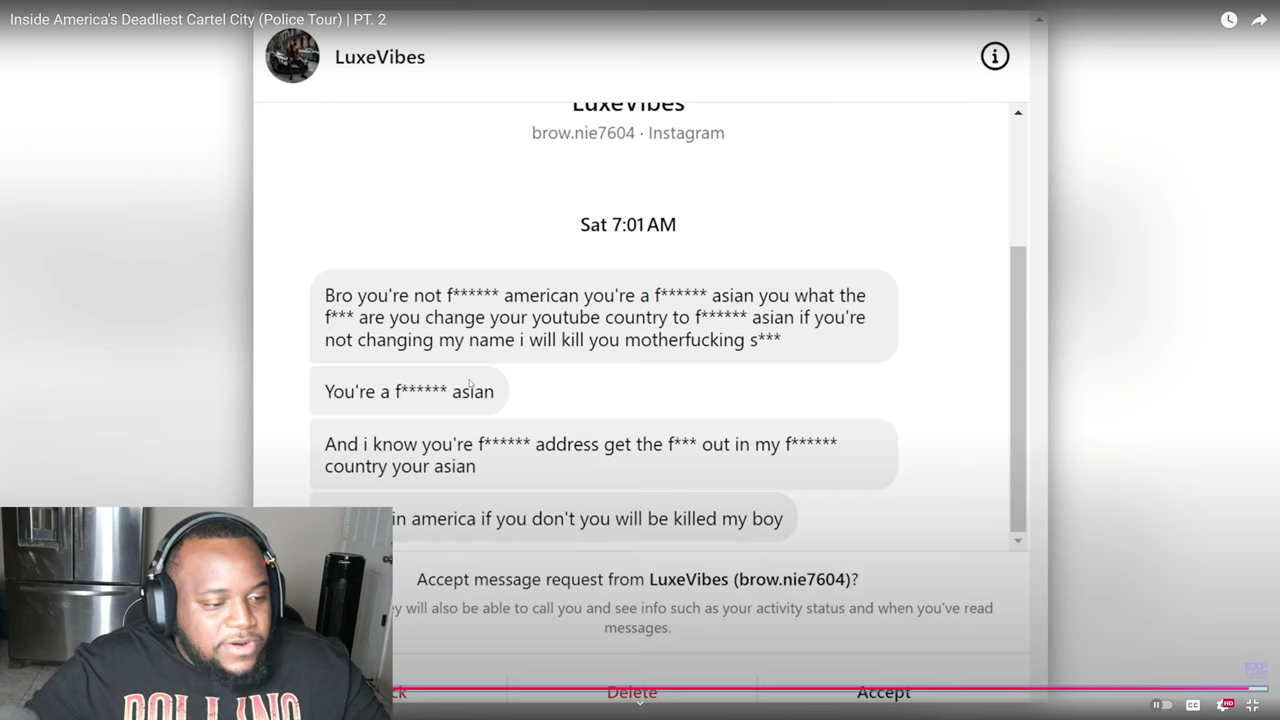 Inside America's Deadliest Cartel City (Police Tour) | PT. 2
LuxeVibes
LuxeVibes
brow.nie7604 · Instagram
Sat 7:01 AM
Bro you're not f****** american you're a f****** asian you what the
f*** are you change your youtube country to f****** asian if you're
not changing my name i will kill you motherfucking s***
You're a f****** asian
And i know you're f****** address get the f*** out in my f******
country your asian
in america if you don't you will be killed my boy
Accept message request from LuxeVibes (brow.nie7604)?
will also be able to call you and see info such as your activity status and when you've read
messages.
Delete
Accept
CC
HD
ROLLING